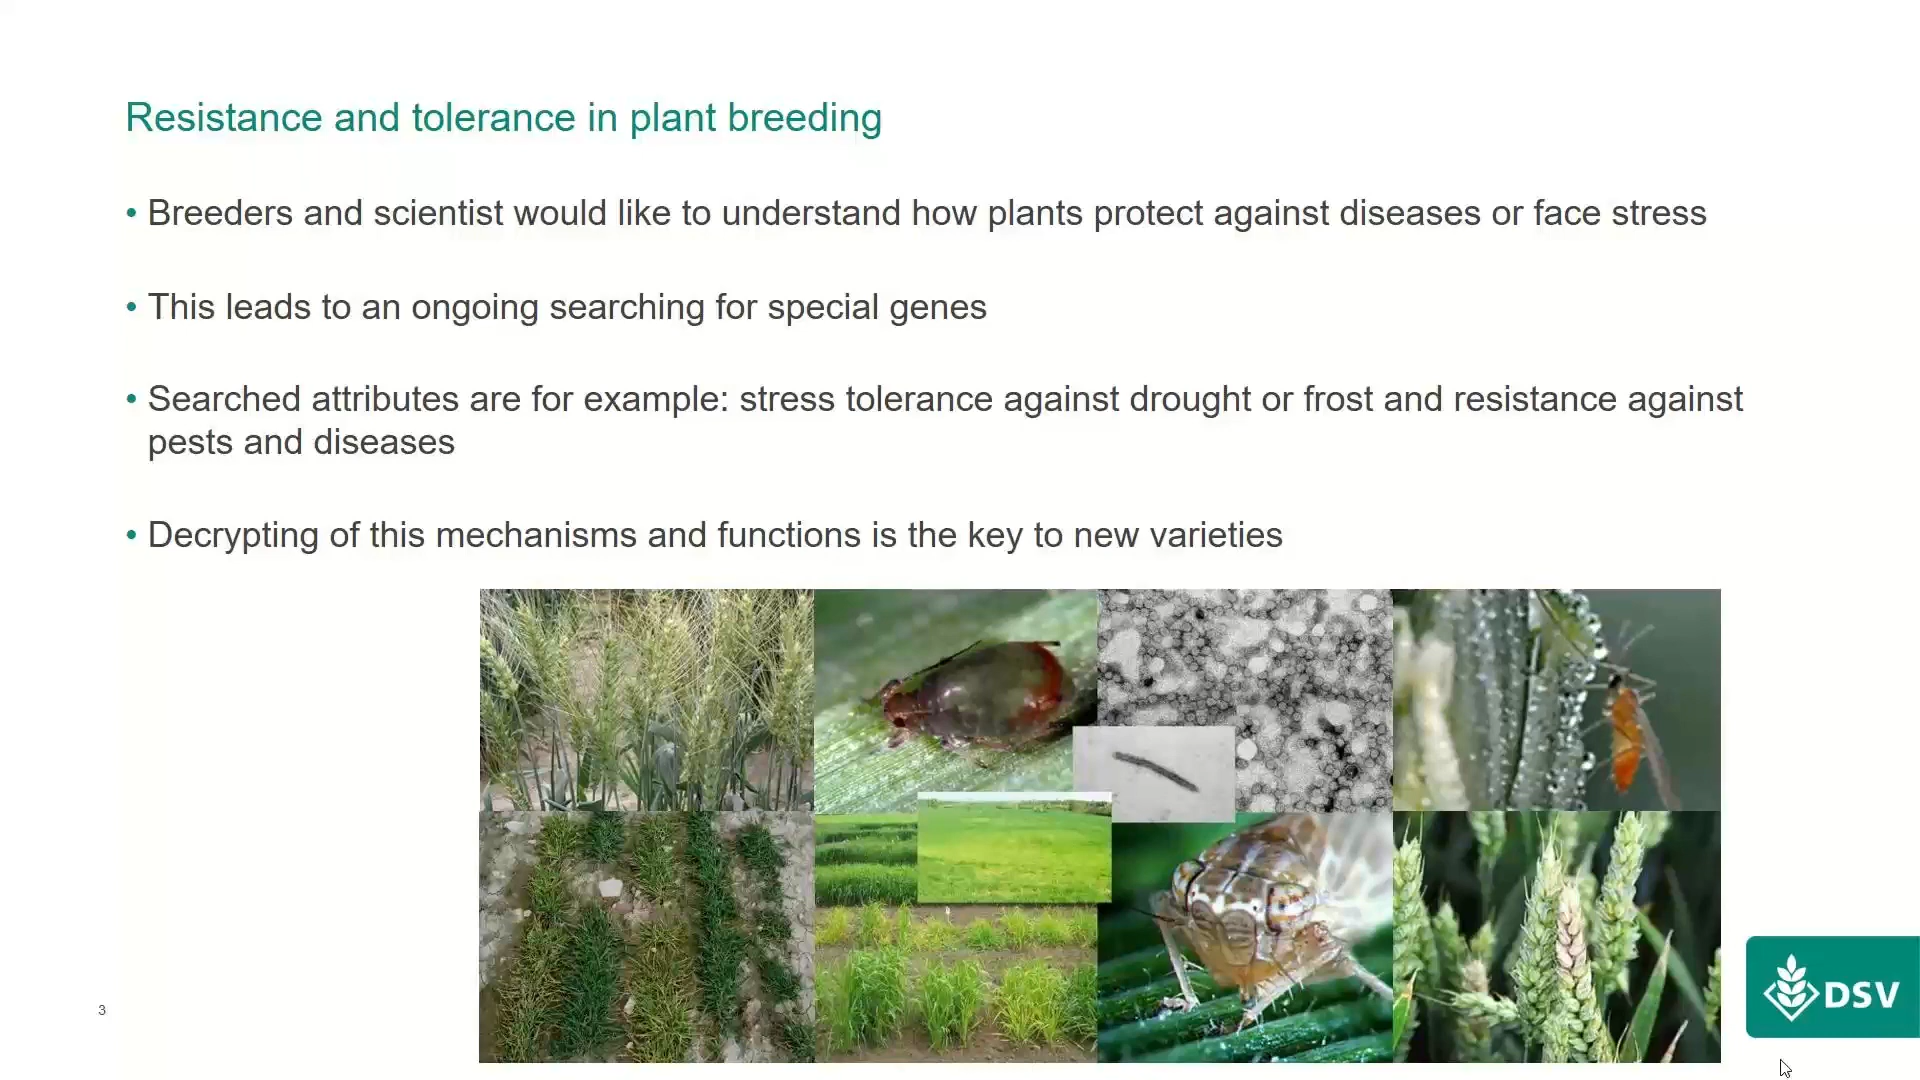 Resistance and tolerance in plant breeding
• Breeders and scientist would like to understand how plants protect against diseases or face stress
• This leads to an ongoing searching for special genes
• Searched attributes are for example: stress tolerance against drought or frost and resistance against
pests and diseases
• Decrypting of this mechanisms and functions is the key to new varieties
3
DSV